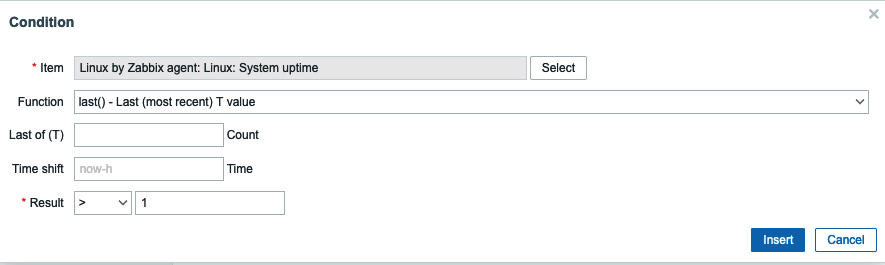 Condition
* Item Linux by Zabbix agent: Linux: System uptime Select
Function last() - Last (most recent) T value
Last of (T) Count
Time shift now-h Time
* Result > 1
Insert Cancel